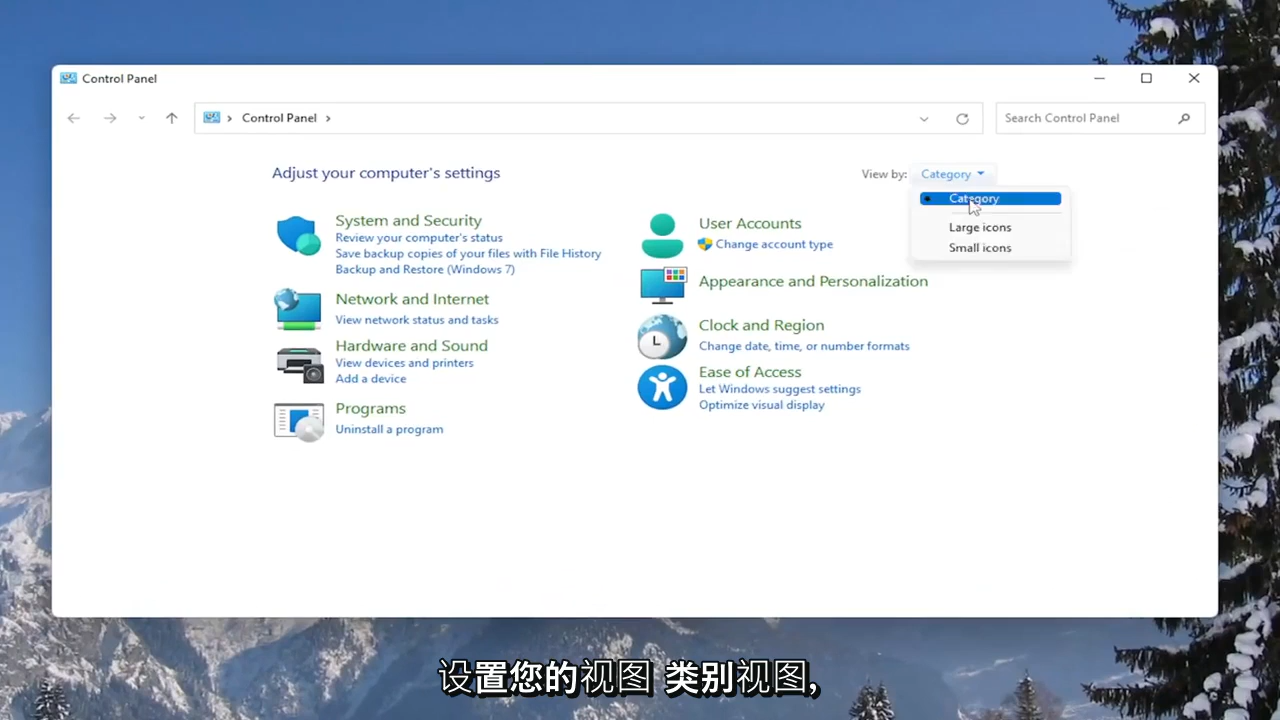 Control Panel
Control Panel
Search Control Panel
Adjust your computer's settings
View by: Category
Category
Large icons
Small icons
System and Security
Review your computer's status
Save backup copies of your files with File History
Backup and Restore (Windows 7)
Network and Internet
View network status and tasks
Hardware and Sound
View devices and printers
Add a device
Programs
Uninstall a program
User Accounts
Change account type
Appearance and Personalization
Clock and Region
Change date, time, or number formats
Ease of Access
Let Windows suggest settings
Optimize visual display
设置您的视图 类别视图,